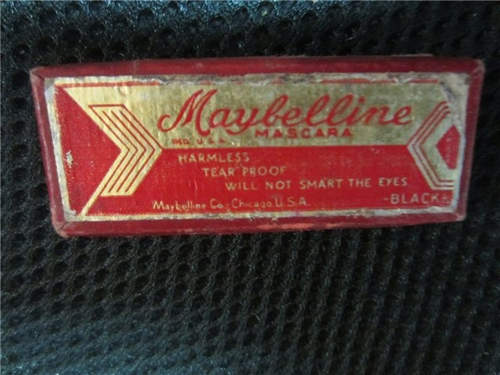 Maybelline
MASCARA
HARMLESS
TEAR PROOF
WILL NOT SMART THE EYES
Maybelline Co., Chicago, U.S.A. -BLACK-